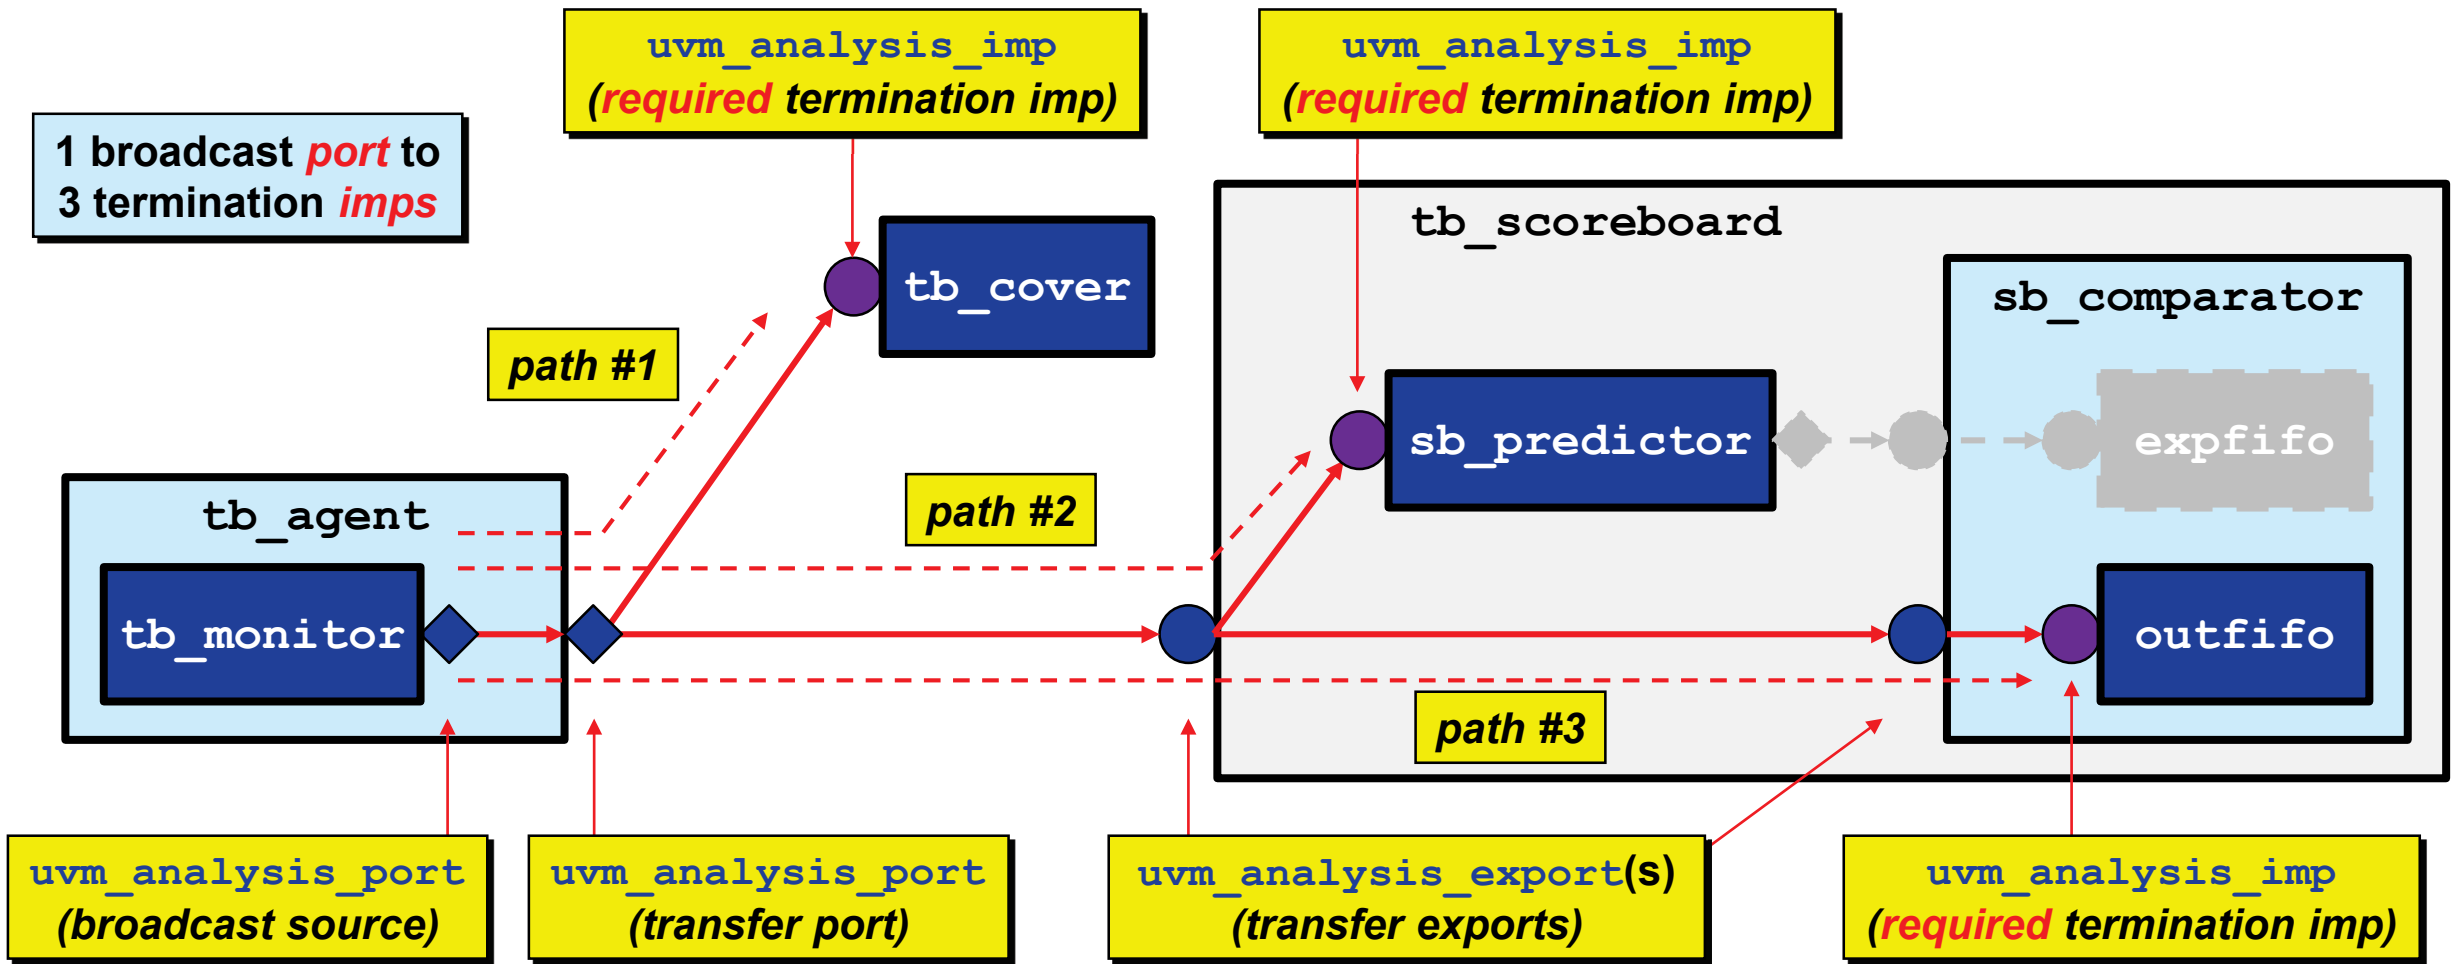 uvm_analysis_imp
(required termination imp)
uvm_analysis_imp
(required termination imp)
1 broadcast port to
3 termination imps
tb_scoreboard
tb_cover
sb_comparator
path #1
sb_predictor
expfifo
path #2
tb_agent
tb_monitor
outfifo
path #3
uvm_analysis_port
(broadcast source)
uvm_analysis_port
(transfer port)
uvm_analysis_export(s)
(transfer exports)
uvm_analysis_imp
(required termination imp)